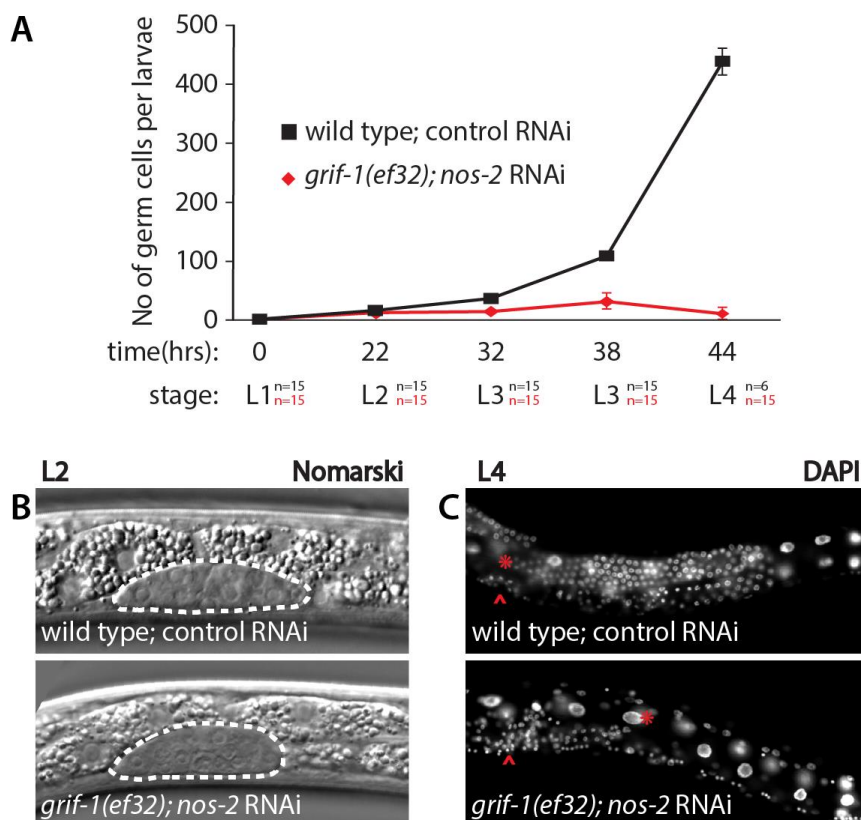 A
500
400
300
200
100
0
No of germ cells per larvae
wild type; control RNAi
grif-1(ef32); nos-2 RNAi
time(hrs): 0 22 32 38 44
stage: L1 n=15 n=15 L2 n=15 n=15 L3 n=15 n=15 L3 n=15 n=15 L4 n=6 n=15
L2 Nomarski
B
wild type; control RNAi
grif-1(ef32); nos-2 RNAi
L4 DAPI
C
*
^
wild type; control RNAi
*
^
grif-1(ef32); nos-2 RNAi